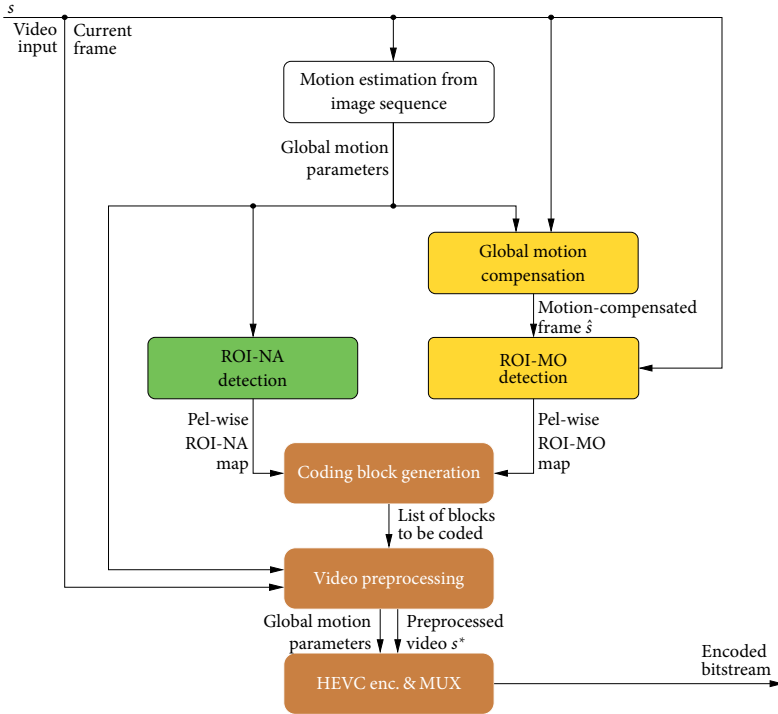 s
Video
input
Current
frame
Motion estimation from
image sequence
Global motion
parameters
Global motion
compensation
Motion-compensated
frame ŝ
ROI-NA
detection
ROI-MO
detection
Pel-wise
ROI-NA
map
Pel-wise
ROI-MO
map
Coding block generation
List of blocks
to be coded
Video preprocessing
Global motion
parameters
Preprocessed
video s*
HEVC enc. & MUX
Encoded
bitstream